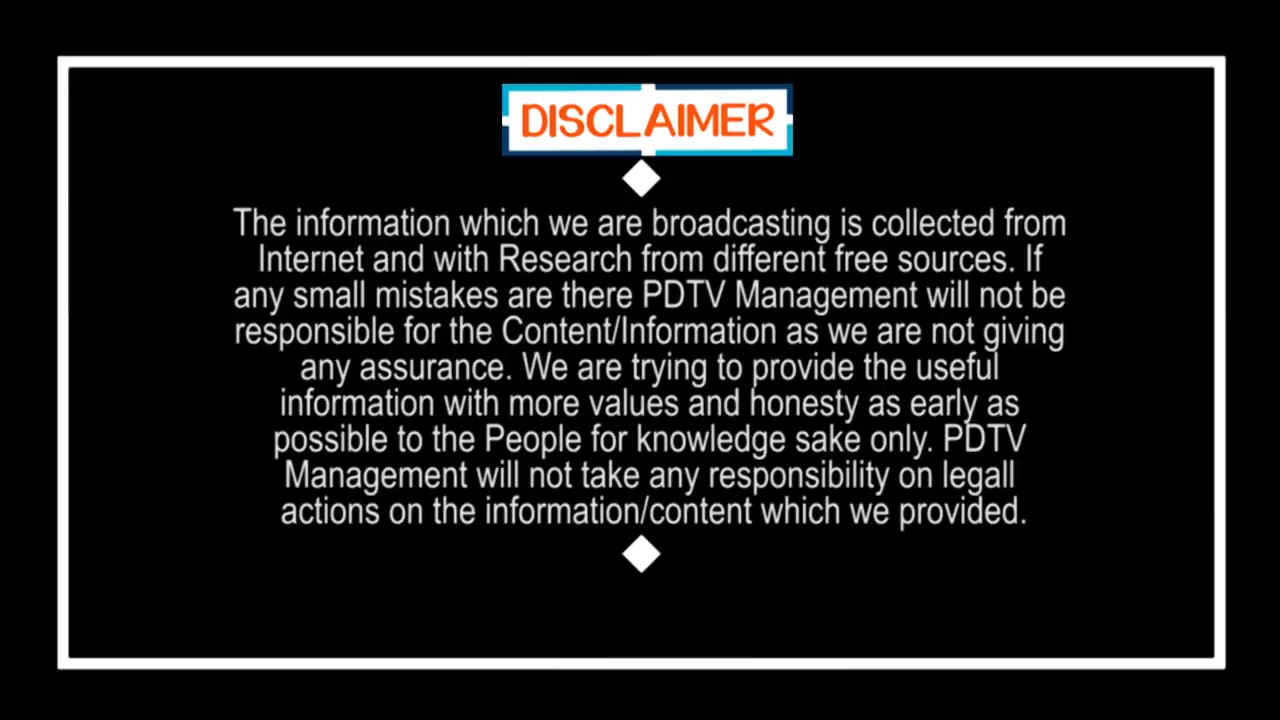 DISCLAIMER
The information which we are broadcasting is collected from
Internet and with Research from different free sources. If
any small mistakes are there PDTV Management will not be
responsible for the Content/Information as we are not giving
any assurance. We are trying to provide the useful
information with more values and honesty as early as
possible to the People for knowledge sake only. PDTV
Management will not take any responsibility on legall
actions on the information/content which we provided.